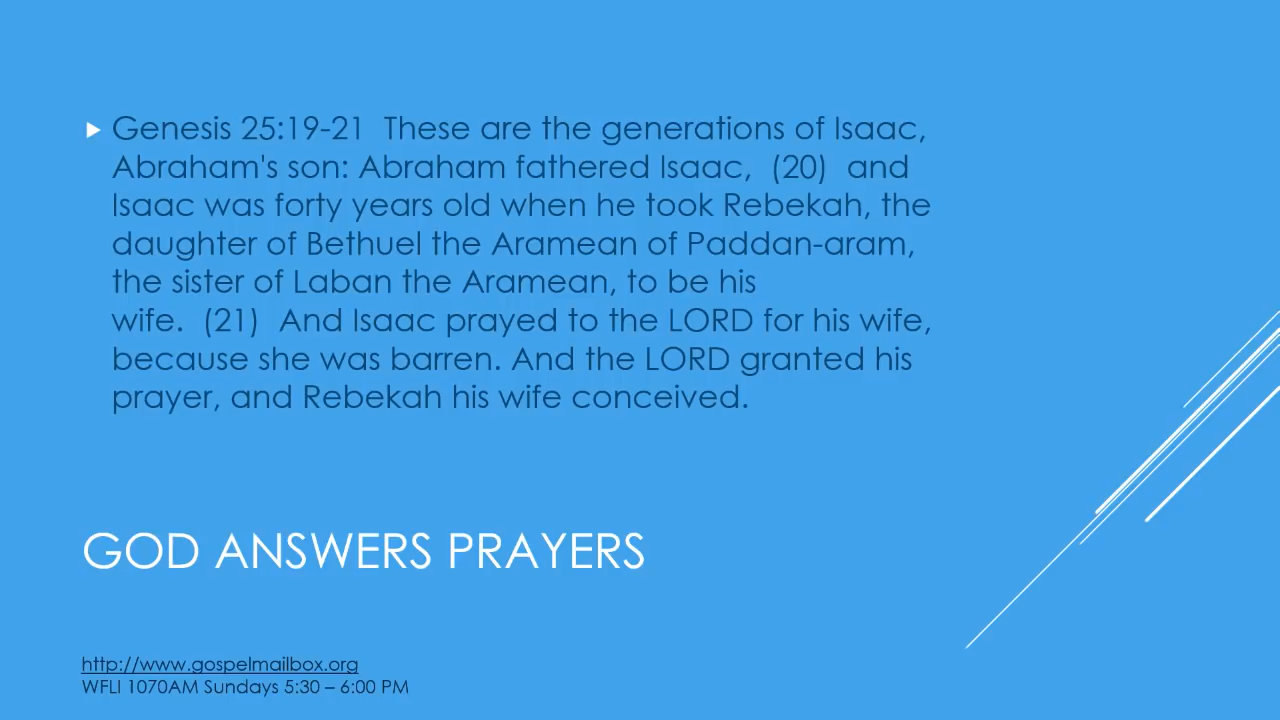 Genesis 25:19-21  These are the generations of Isaac,
Abraham's son: Abraham fathered Isaac,  (20)  and
Isaac was forty years old when he took Rebekah, the
daughter of Bethuel the Aramean of Paddan-aram,
the sister of Laban the Aramean, to be his
wife.  (21)  And Isaac prayed to the LORD for his wife,
because she was barren. And the LORD granted his
prayer, and Rebekah his wife conceived.
GOD ANSWERS PRAYERS
http://www.gospelmailbox.org
WFLI 1070AM Sundays 5:30 – 6:00 PM